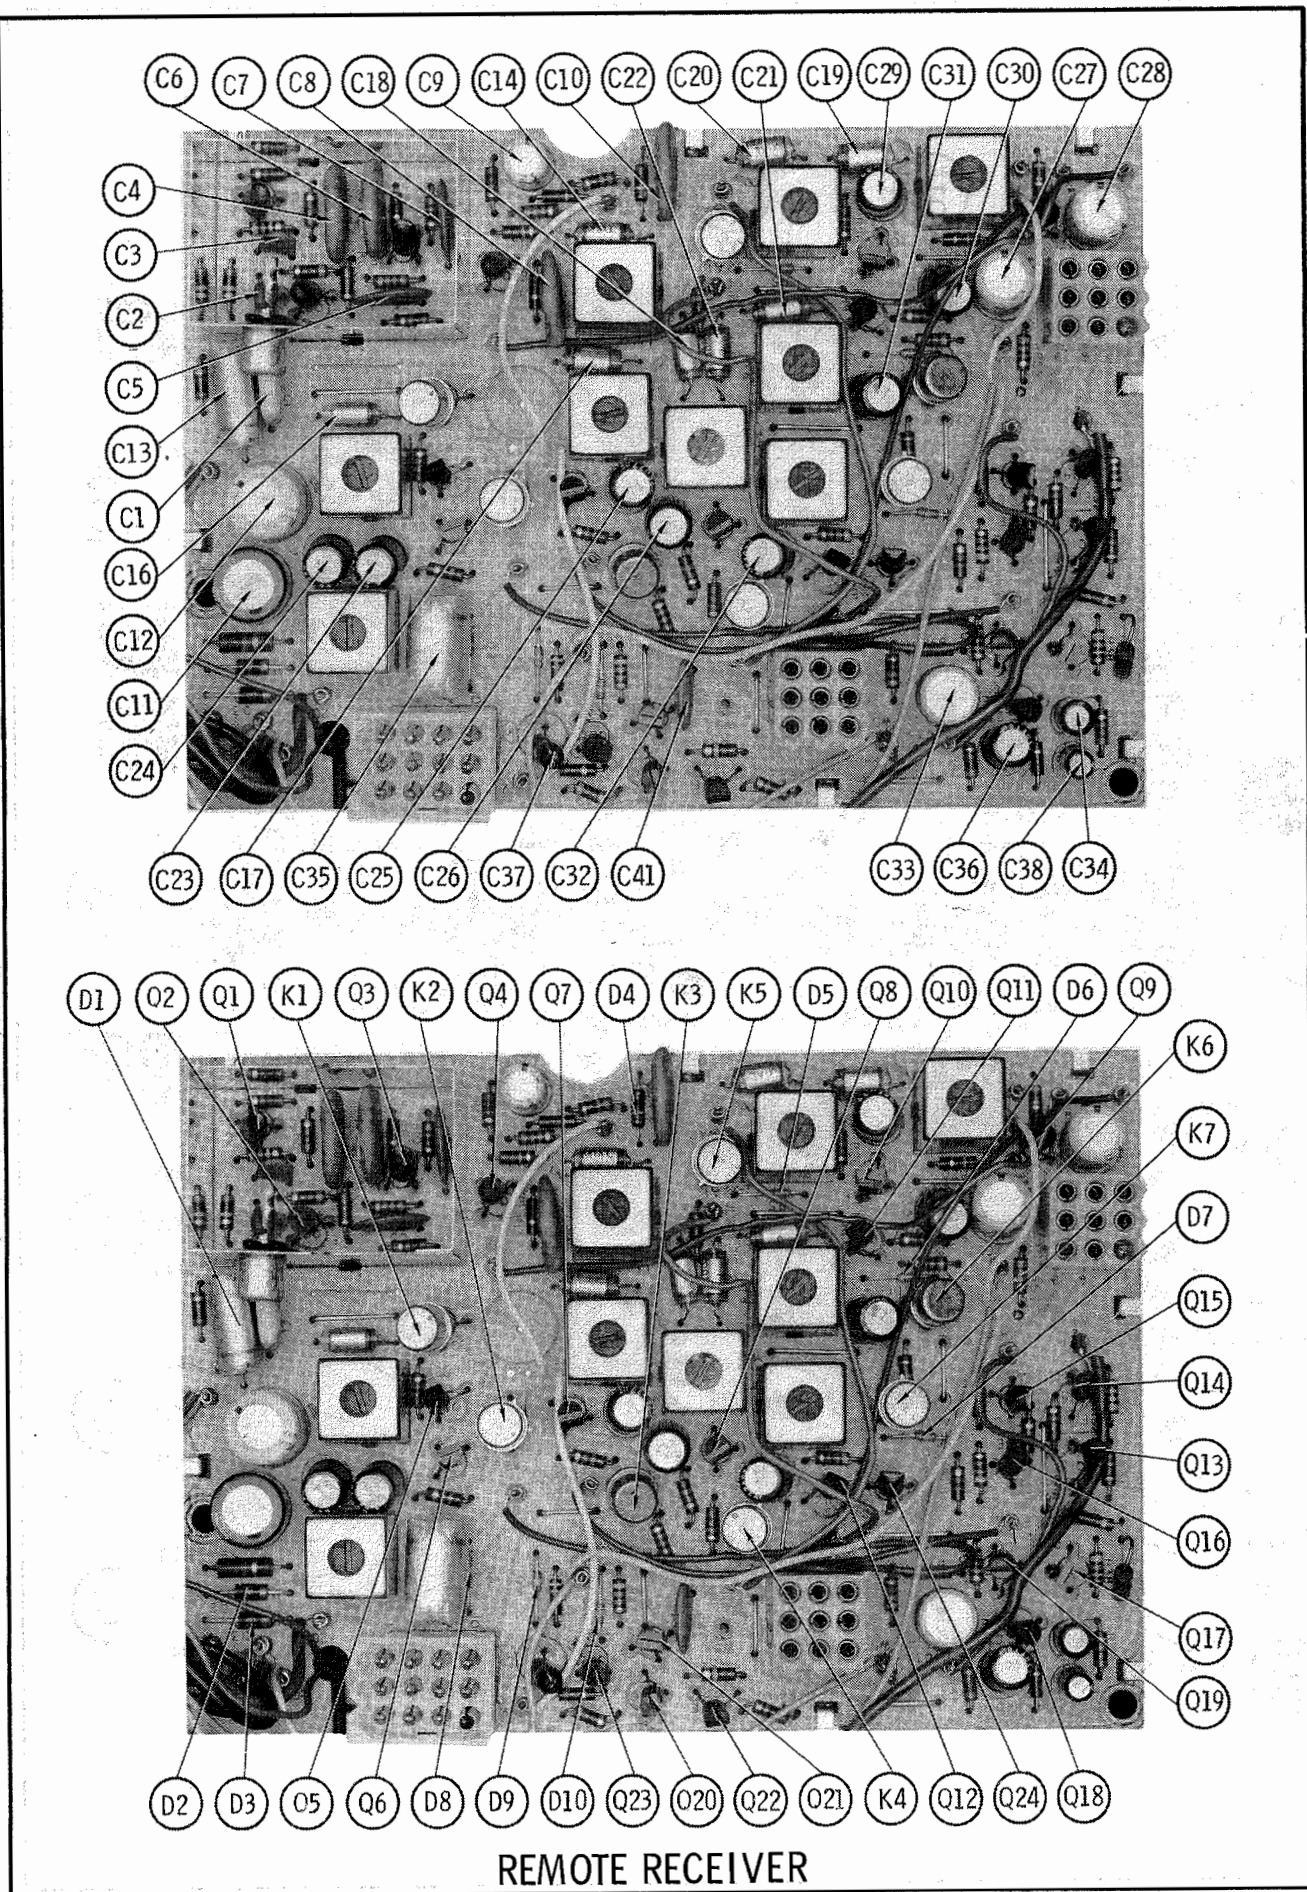 C6 C7 C8 C18 C9 C14 C10 C22 C20 C21 C19 C29 C31 C30 C27 C28
C4
C3
C2
C5
C13
C1
C16
C12
C11
C24
C23 C17 C35 C25 C26 C37 C32 C41 C33 C36 C38 C34
D1 Q2 Q1 K1 Q3 K2 Q4 Q7 D4 K3 K5 D5 Q8 Q10 Q11 D6 Q9
K6
K7
D7
Q15
Q14
Q13
Q16
Q17
Q19
D2 D3 Q5 Q6 D8 D9 D10 Q23 Q20 Q22 Q21 K4 Q12 Q24 Q18
REMOTE RECEIVER